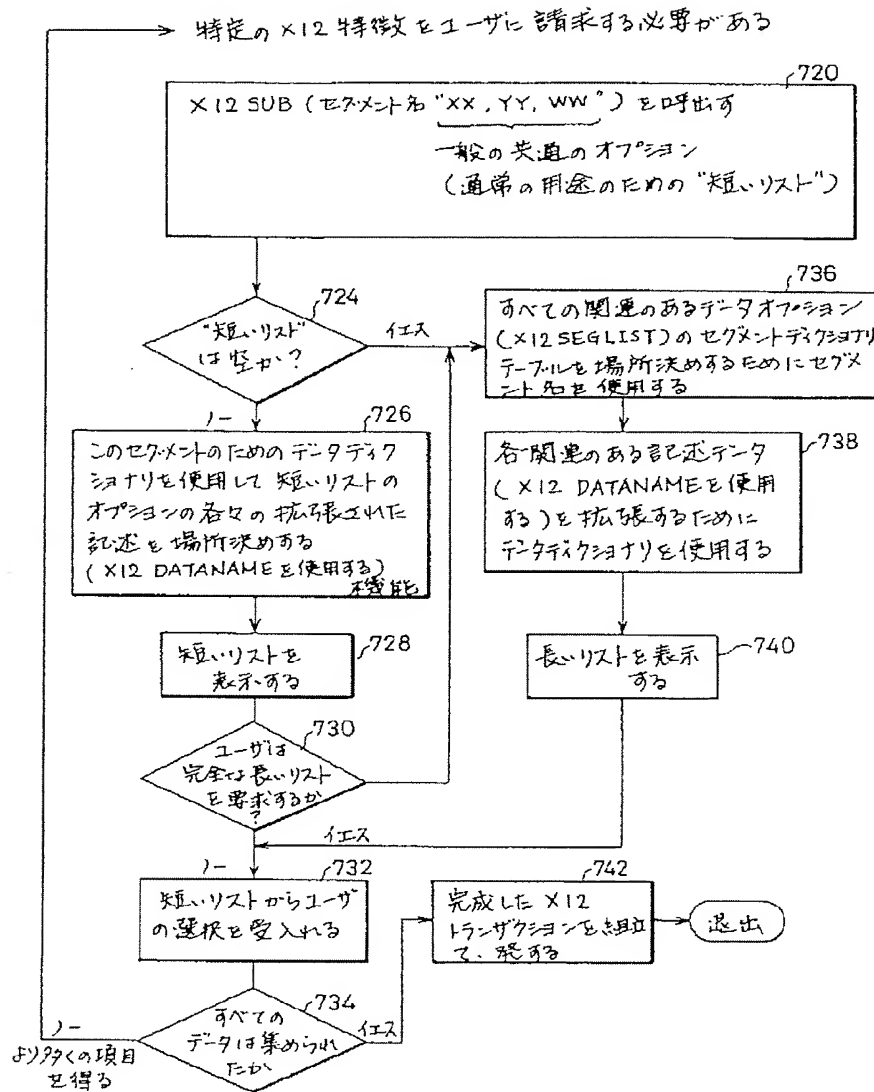 特定のX12特徴をユーザに請求する必要がある
720
X12 SUB (セグメント名 "XX, YY, WW") を呼出す
一般の共通のオプション
(通常の用途のための "短いリスト")
724
"短いリスト"
は空か?
イエス
ノー
726
このセグメントのためのデータディク
ショナリを使用して短いリストの
オプションの各々の拡張された
記述を場所決めする
(X12 DATANAMEを使用する)
機能
728
短いリストを
表示する
730
ユーザは
完全な長いリスト
を要求するか
?
736
すべての関連のあるデータオプション
(X12 SEGLIST)のセグメントディクショナリ
テーブルを場所決めするためにセグメ
ント名を使用する
738
各関連のある記述データ
(X12 DATANAMEを使用
する)を拡張するために
データディクショナリを使用する
740
長いリストを表示
する
イエス
ノー
732
短いリストからユーザ
の選択を受入れる
734
すべての
データは集められ
たか
イエス
ノー
より多くの項目
を得る
742
完成した X12
トランザクションを組立
て、発する
退出